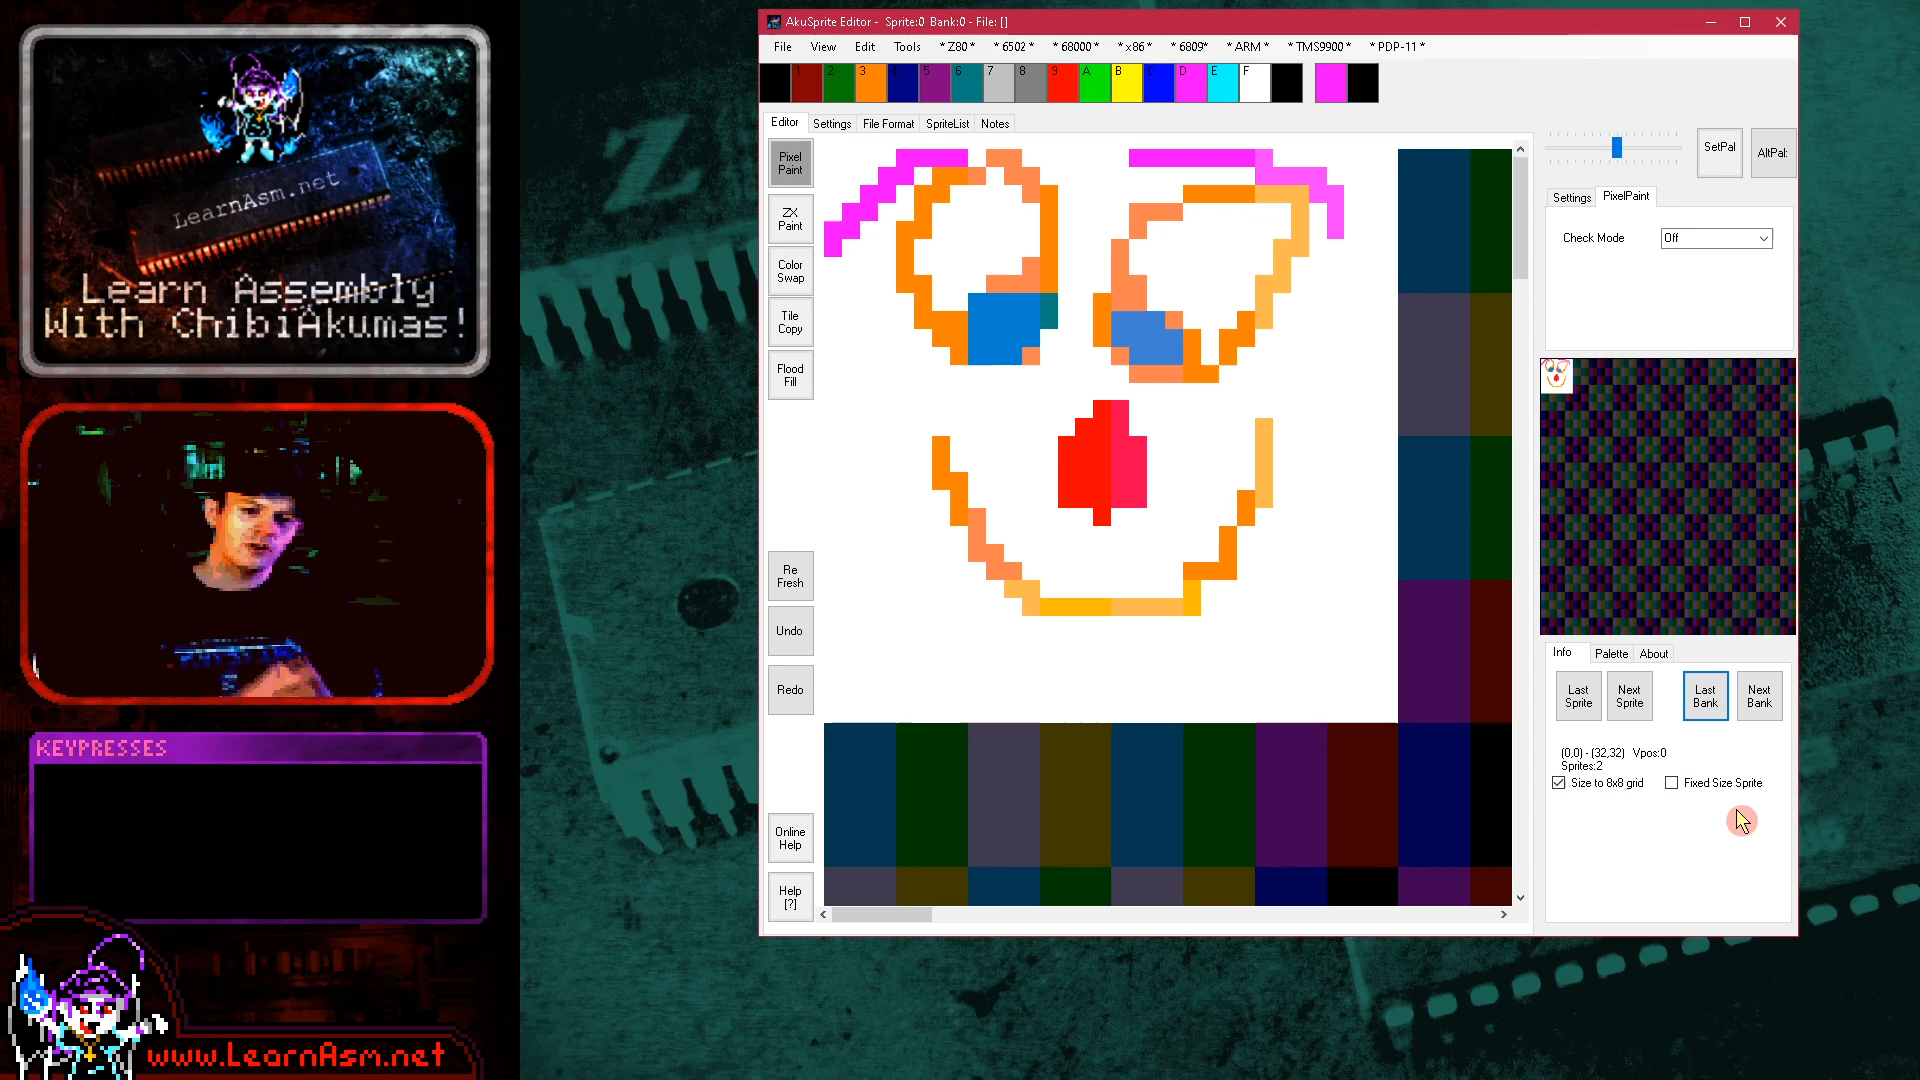 LearnAsm.net
Learn Assembly
With ChibiAkumas!
KEYPRESSES
www.LearnAsm.net
AkuSprite Editor - Sprite:0 Bank:0 - File: []
File View Edit Tools * Z80 * * 6502 * * 68000 * * x86 * * 6809* * ARM * * TMS9900 * * PDP-11 *
1 2 3 4 5 6 7 8 9 A B C D E F
Editor Settings File Format SpriteList Notes
Pixel
Paint
ZX
Paint
Color
Swap
Tile
Copy
Flood
Fill
Re
Fresh
Undo
Redo
Online
Help
Help
[?]
SetPal
AltPal:
Settings PixelPaint
Check Mode Off
Info Palette About
Last
Sprite
Next
Sprite
Last
Bank
Next
Bank
(0,0) - (32,32) Vpos:0
Sprites:2
Size to 8x8 grid Fixed Size Sprite